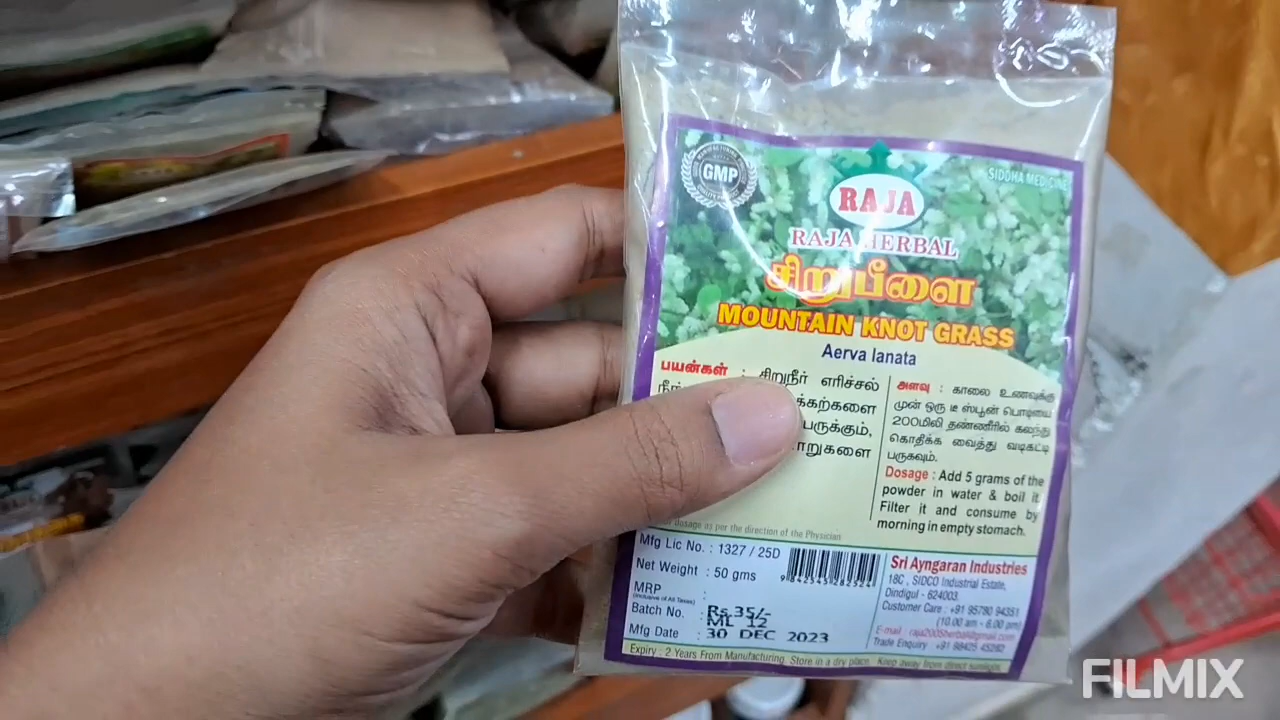 GMP
SIDDHA MEDICINE
RAJA
RAJA HERBAL
சிறுபீளை
MOUNTAIN KNOT GRASS
Aerva lanata
பயன்கள் : சிறுநீர் எரிச்சல்
பெருக்கும்,
அளவு : காலை உணவுக்கு
முன் ஒரு டீ ஸ்பூன் பொடியை
200மிலி தண்ணீரில் கலந்து
கொதிக்க வைத்து வடிகட்டி
பருகவும்.
Dosage : Add 5 grams of the
powder in water & boil it
Filter it and consume by
morning in empty stomach.
dosage as per the direction of the Physician
Mfg Lic No. : 1327 / 25D
Net Weight : 50 gms
MRP :
(Inclusive of All Taxes)
Rs.35/-
Batch No. : ML 12
Mfg Date : 30 DEC 2023
9842545282524
Sri Ayngaran Industries
18C , SIDCO Industrial Estate,
Dindigul - 624003.
Customer Care : +91 95780 94351
(10.00 am - 6.00 pm)
E-mail : raja2005herbal@gmail.com
Trade Enquiry : +91 98425 45282
Expiry : 2 Years From Manufacturing. Store in a dry place. Keep away from direct sunlight.
FILMIX